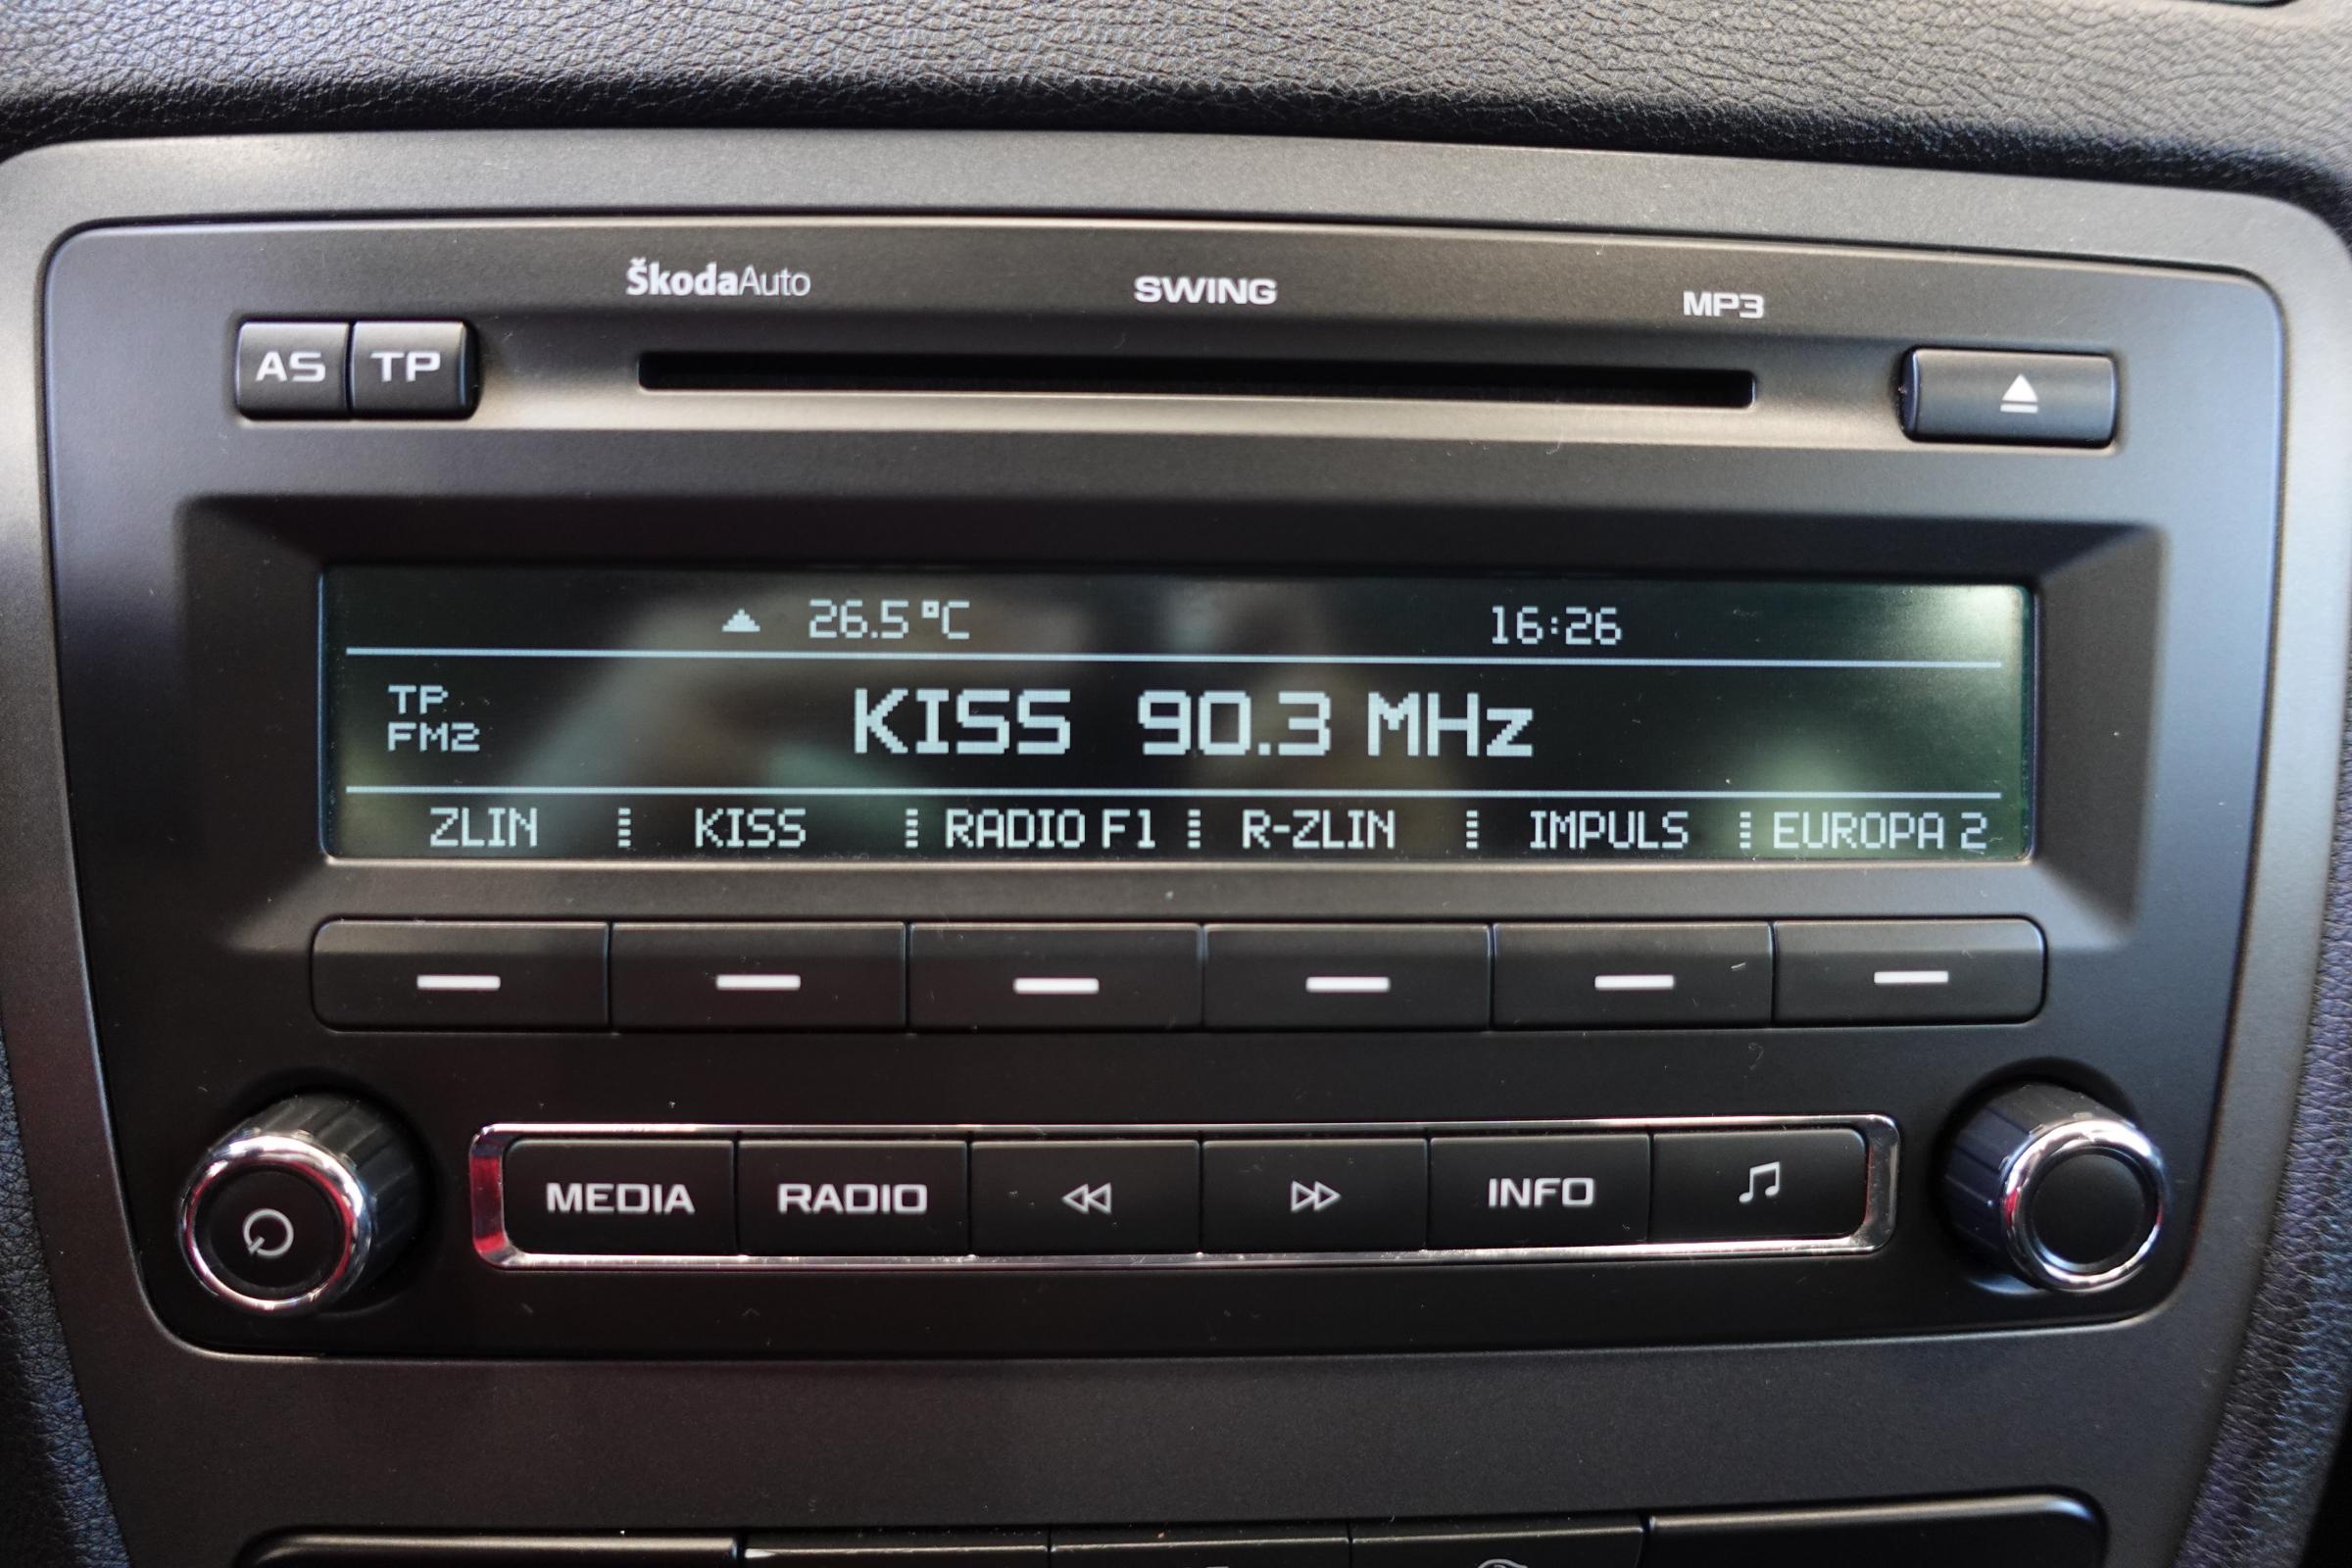 ŠkodaAuto SWING MP3
AS TP
26.5 °C 16:26
TP
FM2
KISS 90.3 MHz
ZLIN KISS RADIO F1 R-ZLIN IMPULS EUROPA 2
MEDIA RADIO INFO